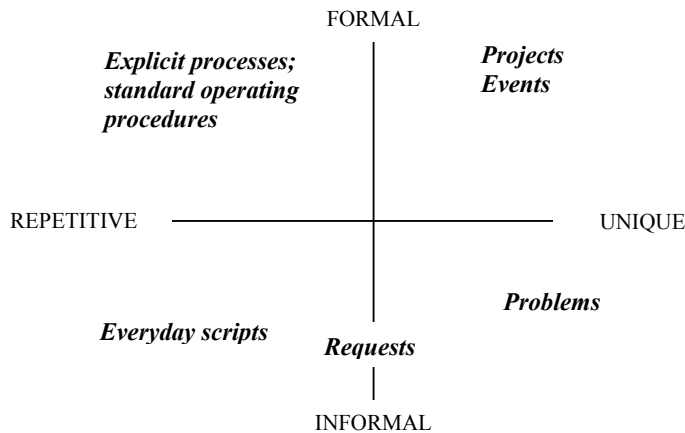 FORMAL
Explicit processes;
standard operating
procedures
Projects
Events
REPETITIVE
UNIQUE
Problems
Everyday scripts
Requests
INFORMAL